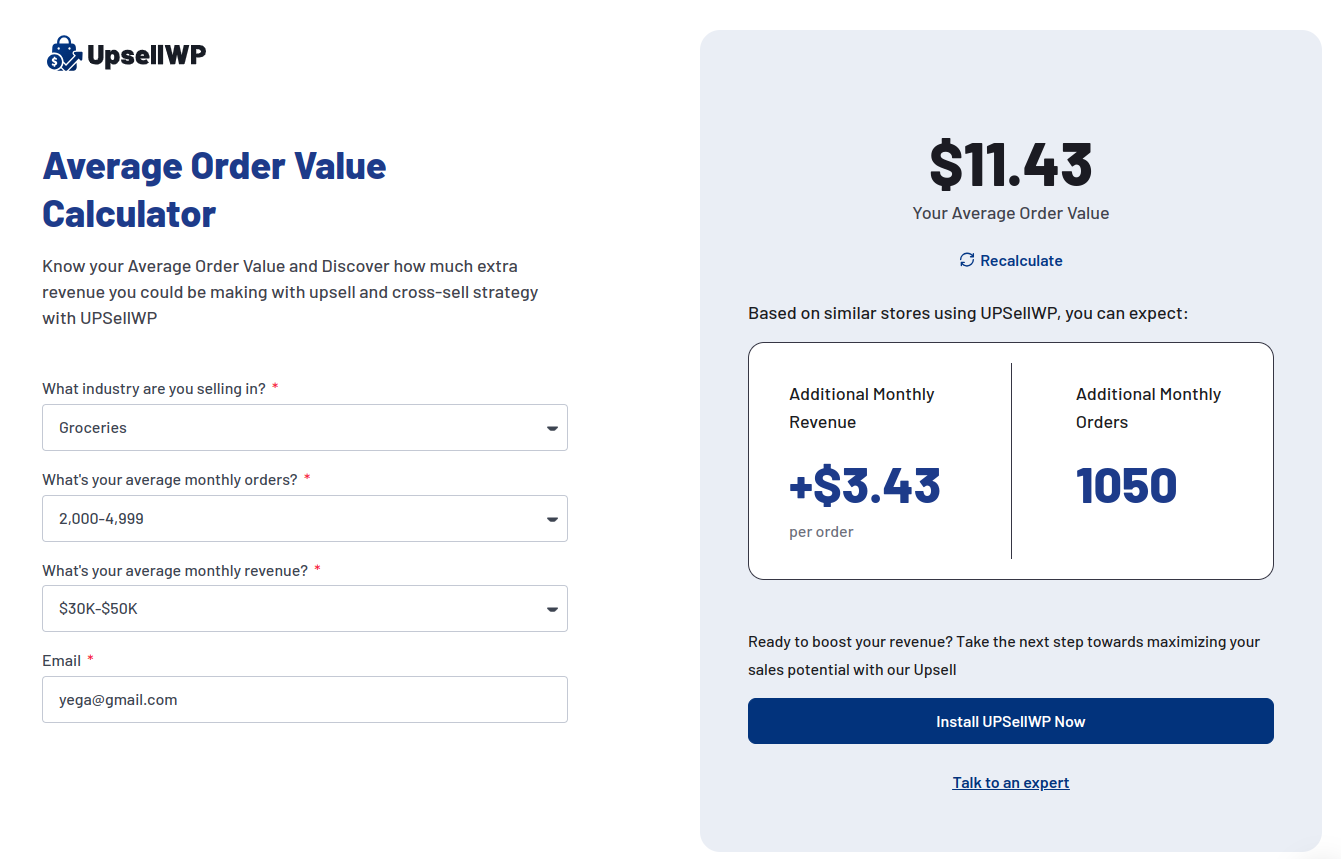 UpsellWP
Average Order Value
Calculator
Know your Average Order Value and Discover how much extra
revenue you could be making with upsell and cross-sell strategy
with UPSellWP
What industry are you selling in? *
Groceries
What's your average monthly orders? *
2,000-4,999
What's your average monthly revenue? *
$30K-$50K
Email *
yega@gmail.com
$11.43
Your Average Order Value
Recalculate
Based on similar stores using UPSellWP, you can expect:
Additional Monthly
Revenue
+$3.43
per order
Additional Monthly
Orders
1050
Ready to boost your revenue? Take the next step towards maximizing your
sales potential with our Upsell
Install UPSellWP Now
Talk to an expert